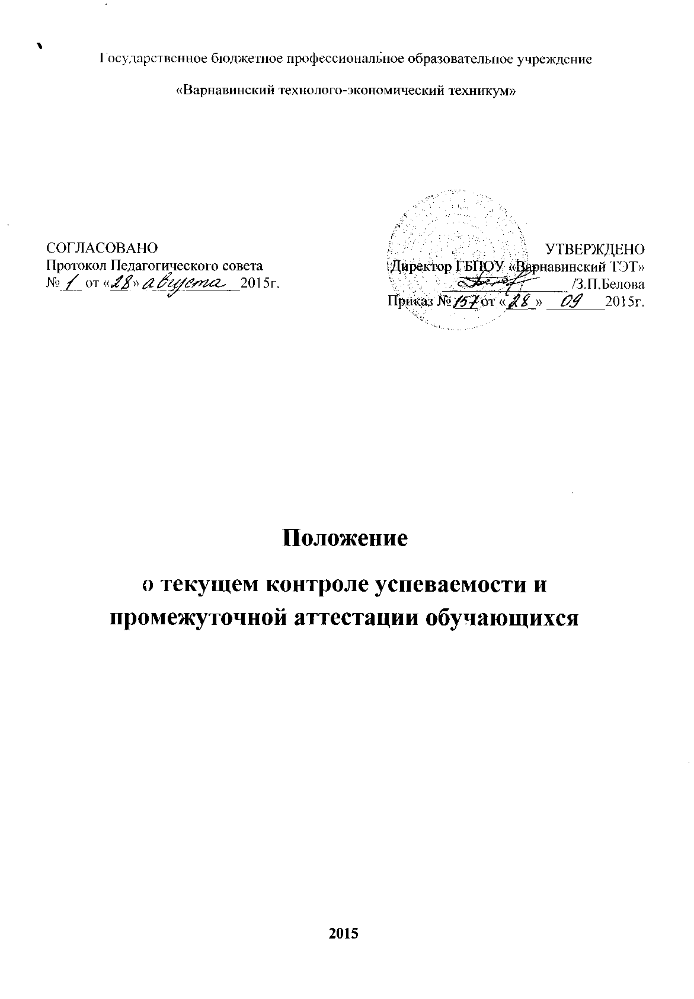 Государственное бюджетное профессиональное образовательное учреждение
«Варнавинский технолого-экономический техникум»
СОГЛАСОВАНО
Протокол Педагогического совета
№ 1 от «28» августа 2015г.
УТВЕРЖДЕНО
Директор ГБПОУ «Варнавинский ТЭТ»
/З.П.Белова
Приказ № 157 от «28» 09 2015г.
Положение
о текущем контроле успеваемости и
промежуточной аттестации обучающихся
2015